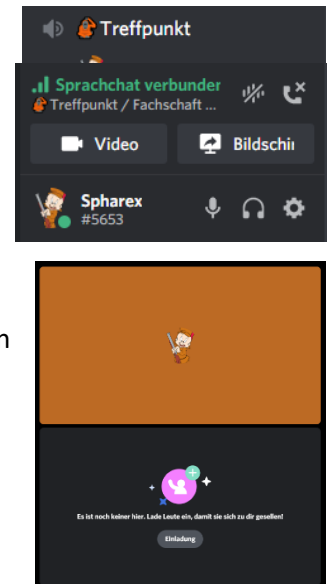 Treffpunkt
Sprachchat verbunden
Treffpunkt / Fachschaft ...
Video
Bildschi
Spharex
#5653
Es ist noch keiner hier. Lade Leute ein, damit sie sich zu dir gesellen!
Einladung